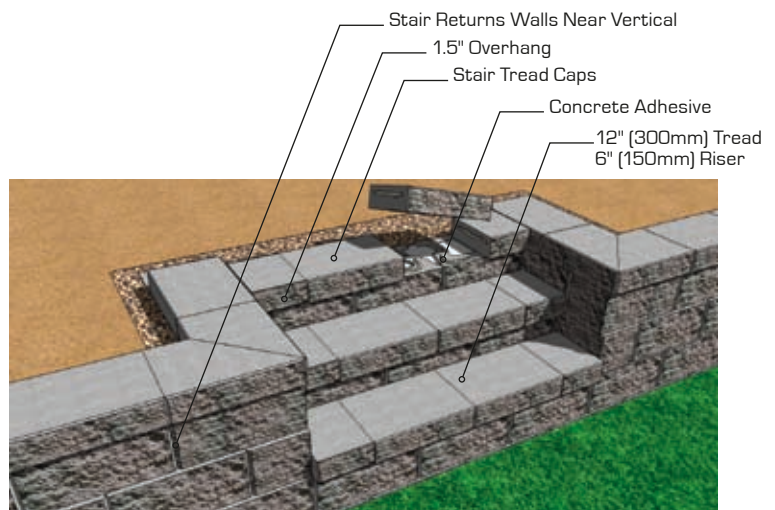 Stair Returns Walls Near Vertical
1.5" Overhang
Stair Tread Caps
Concrete Adhesive
12" (300mm) Tread
6" (150mm) Riser